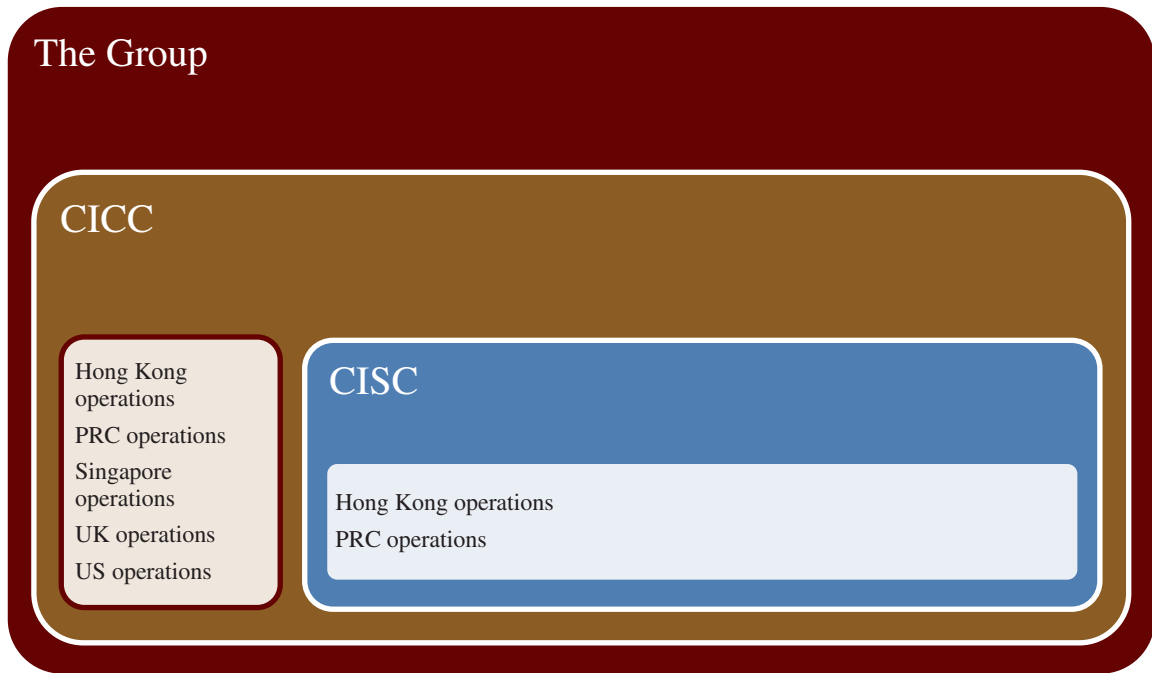 The Group
CICC
Hong Kong
operations
PRC operations
Singapore
operations
UK operations
US operations
CISC
Hong Kong operations
PRC operations